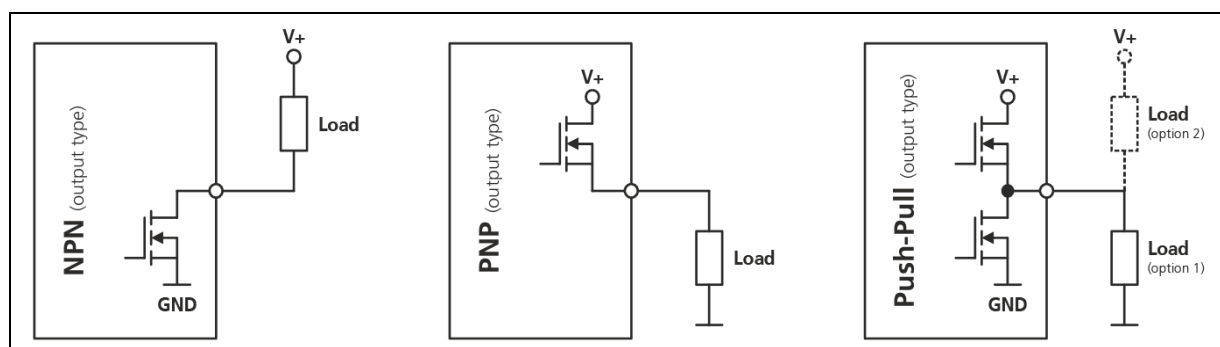 NPN (output type)
V+
Load
GND
PNP (output type)
V+
Load
Push-Pull (output type)
V+
GND
V+
Load
(option 2)
Load
(option 1)